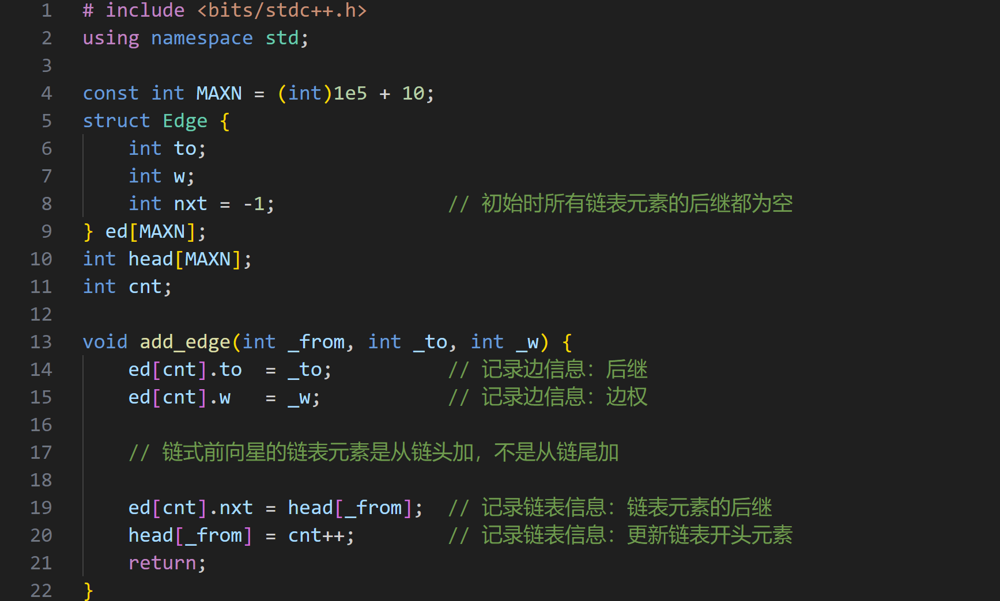 1 # include <bits/stdc++.h>
2 using namespace std;
3
4 const int MAXN = (int)1e5 + 10;
5 struct Edge {
6     int to;
7     int w;
8     int nxt = -1;               // 初始时所有链表元素的后继都为空
9 } ed[MAXN];
10 int head[MAXN];
11 int cnt;
12
13 void add_edge(int _from, int _to, int _w) {
14     ed[cnt].to  = _to;          // 记录边信息：后继
15     ed[cnt].w   = _w;           // 记录边信息：边权
16
17     // 链式前向星的链表元素是从链头加，不是从链尾加
18
19     ed[cnt].nxt = head[_from];  // 记录链表信息：链表元素的后继
20     head[_from] = cnt++;        // 记录链表信息：更新链表开头元素
21     return;
22 }